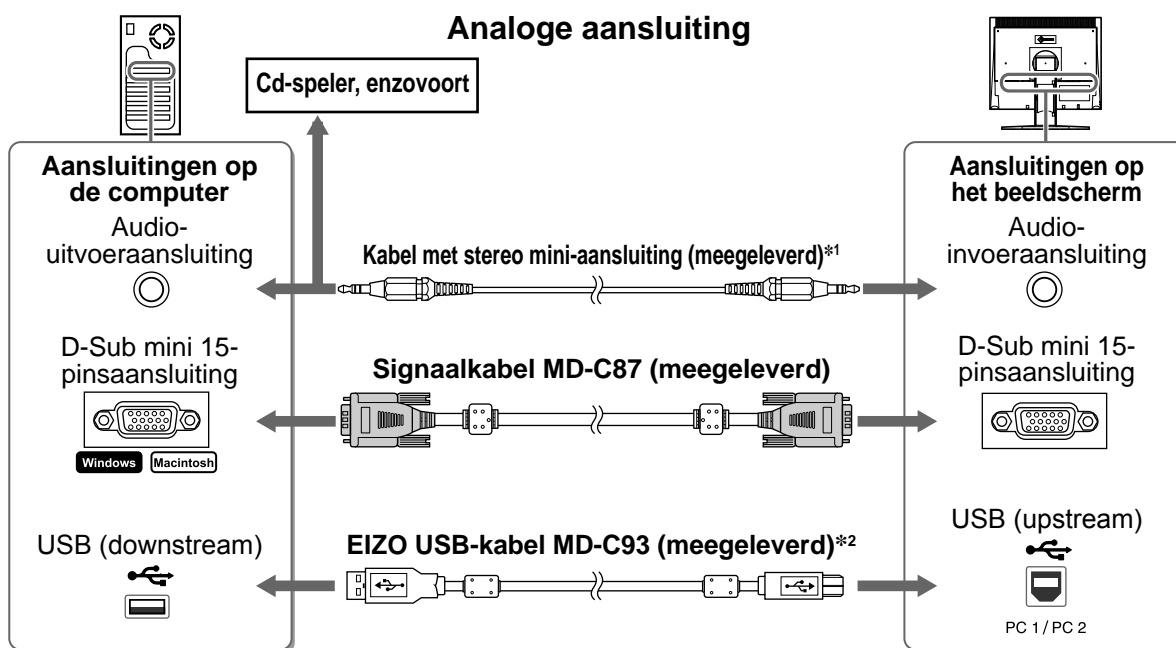 Analoge aansluiting
Cd-speler, enzovoort
Aansluitingen op
de computer
Audio-
uitvoeraansluiting
D-Sub mini 15-
pinsaansluiting
Windows Macintosh
USB (downstream)
Kabel met stereo mini-aansluiting (meegeleverd)*1
Signaalkabel MD-C87 (meegeleverd)
EIZO USB-kabel MD-C93 (meegeleverd)*2
Aansluitingen op
het beeldscherm
Audio-
invoeraansluiting
D-Sub mini 15-
pinsaansluiting
USB (upstream)
PC 1 / PC 2